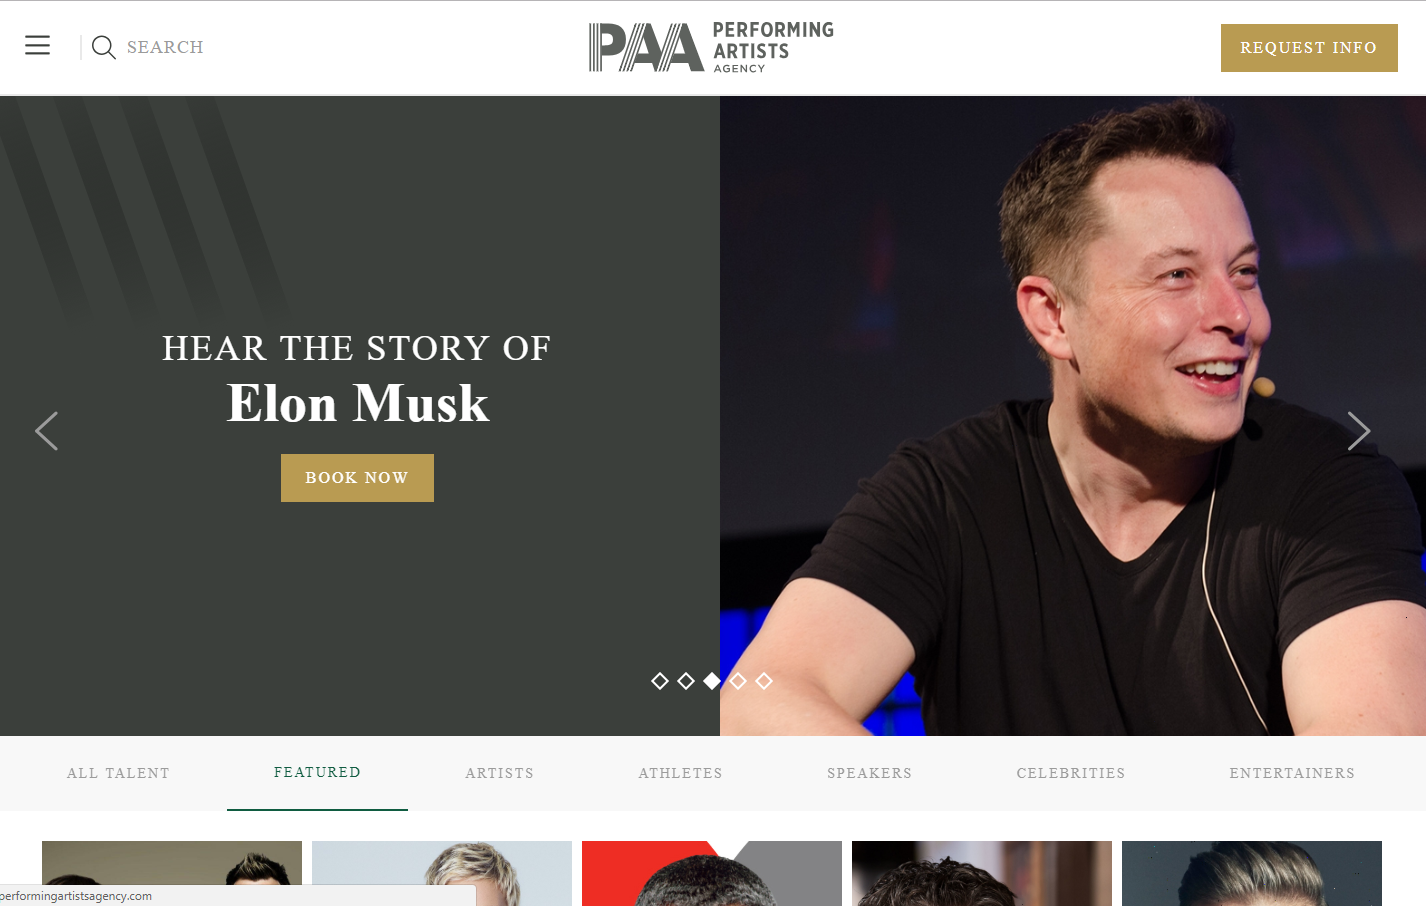 SEARCH
PAA
PERFORMING
ARTISTS
AGENCY
REQUEST INFO
HEAR THE STORY OF
Elon Musk
BOOK NOW
ALL TALENT
FEATURED
ARTISTS
ATHLETES
SPEAKERS
CELEBRITIES
ENTERTAINERS
performingartistsagency.com